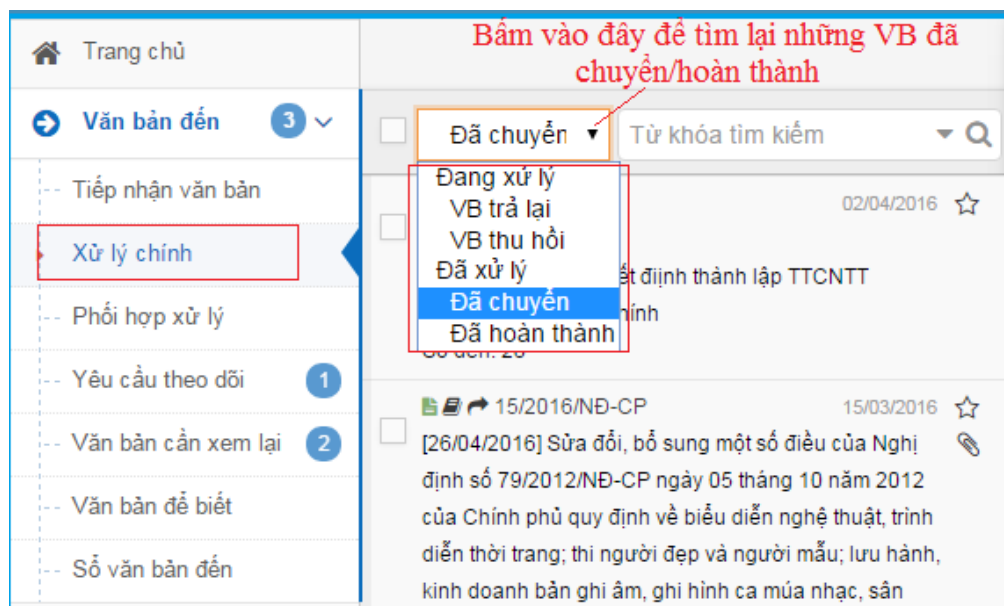 Trang chủ
Bấm vào đây để tìm lại những VB đã
chuyển/hoàn thành
Văn bản đến 3
Đã chuyển
Từ khóa tìm kiếm
Tiếp nhận văn bản
Xử lý chính
Phối hợp xử lý
Yêu cầu theo dõi 1
Văn bản cần xem lại 2
Văn bản để biết
Sổ văn bản đến
Đang xử lý
VB trả lại
VB thu hồi
Đã xử lý
Đã chuyển
Đã hoàn thành
02/04/2016
ết điịnh thành lập TTCNTT
hính
15/2016/NĐ-CP 15/03/2016
[26/04/2016] Sửa đổi, bổ sung một số điều của Nghị
định số 79/2012/NĐ-CP ngày 05 tháng 10 năm 2012
của Chính phủ quy định về biểu diễn nghệ thuật, trình
diễn thời trang; thi người đẹp và người mẫu; lưu hành,
kinh doanh bản ghi âm, ghi hình ca múa nhạc, sân